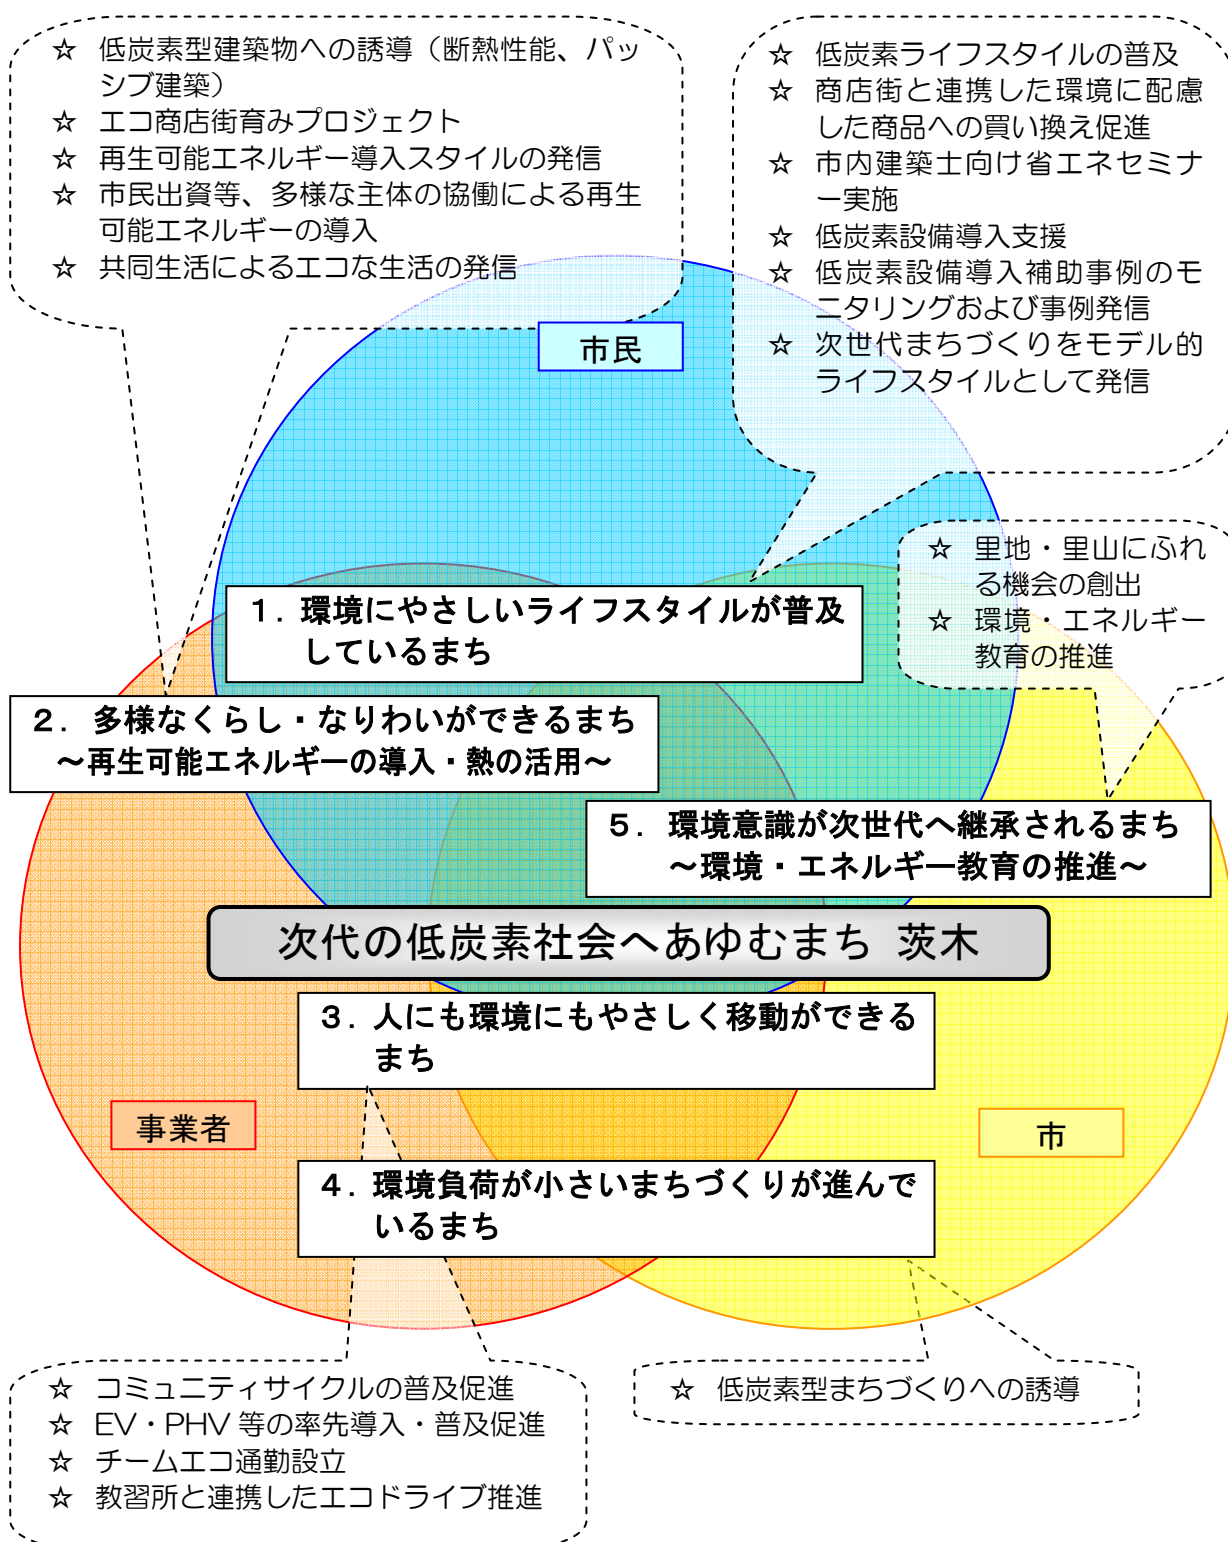 ☆ 低炭素型建築物への誘導（断熱性能、パッ
シブ建築）
☆ エコ商店街育みプロジェクト
☆ 再生可能エネルギー導入スタイルの発信
☆ 市民出資等、多様な主体の協働による再生
可能エネルギーの導入
☆ 共同生活によるエコな生活の発信
☆ 低炭素ライフスタイルの普及
☆ 商店街と連携した環境に配慮
した商品への買い換え促進
☆ 市内建築士向け省エネセミナ
ー実施
☆ 低炭素設備導入支援
☆ 低炭素設備導入補助事例のモ
ニタリングおよび事例発信
☆ 次世代まちづくりをモデル的
ライフスタイルとして発信
市民
☆ 里地・里山にふれ
る機会の創出
☆ 環境・エネルギー
教育の推進
１．環境にやさしいライフスタイルが普及
しているまち
２．多様なくらし・なりわいができるまち
～再生可能エネルギーの導入・熱の活用～
５．環境意識が次世代へ継承されるまち
～環境・エネルギー教育の推進～
次代の低炭素社会へあゆむまち 茨木
３．人にも環境にもやさしく移動ができる
まち
事業者
市
４．環境負荷が小さいまちづくりが進んで
いるまち
☆ コミュニティサイクルの普及促進
☆ EV・PHV 等の率先導入・普及促進
☆ チームエコ通勤設立
☆ 教習所と連携したエコドライブ推進
☆ 低炭素型まちづくりへの誘導